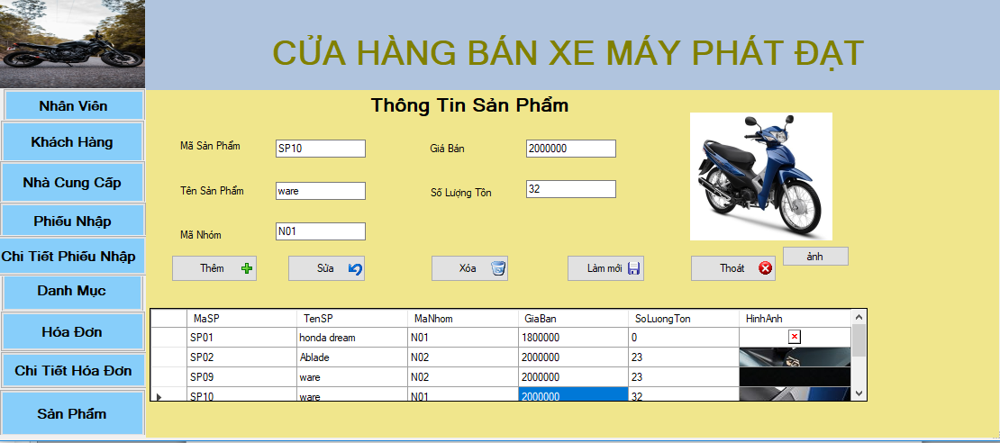 CỬA HÀNG BÁN XE MÁY PHÁT ĐẠT
Nhân Viên
Khách Hàng
Nhà Cung Cấp
Phiếu Nhập
Chi Tiết Phiếu Nhập
Danh Mục
Hóa Đơn
Chi Tiết Hóa Đơn
Sản Phẩm
Thông Tin Sản Phẩm
Mã Sản Phẩm SP10 Giá Bán 2000000
Tên Sản Phẩm ware Số Lượng Tồn 32
Mã Nhóm N01
Thêm Sửa Xóa Làm mới Thoát ảnh
MaSP TenSP MaNhom GiaBan SoLuongTon HinhAnh
SP01 honda dream N01 1800000 0
SP02 Ablade N02 2000000 23
SP09 ware N02 2000000 23
SP10 ware N01 2000000 32